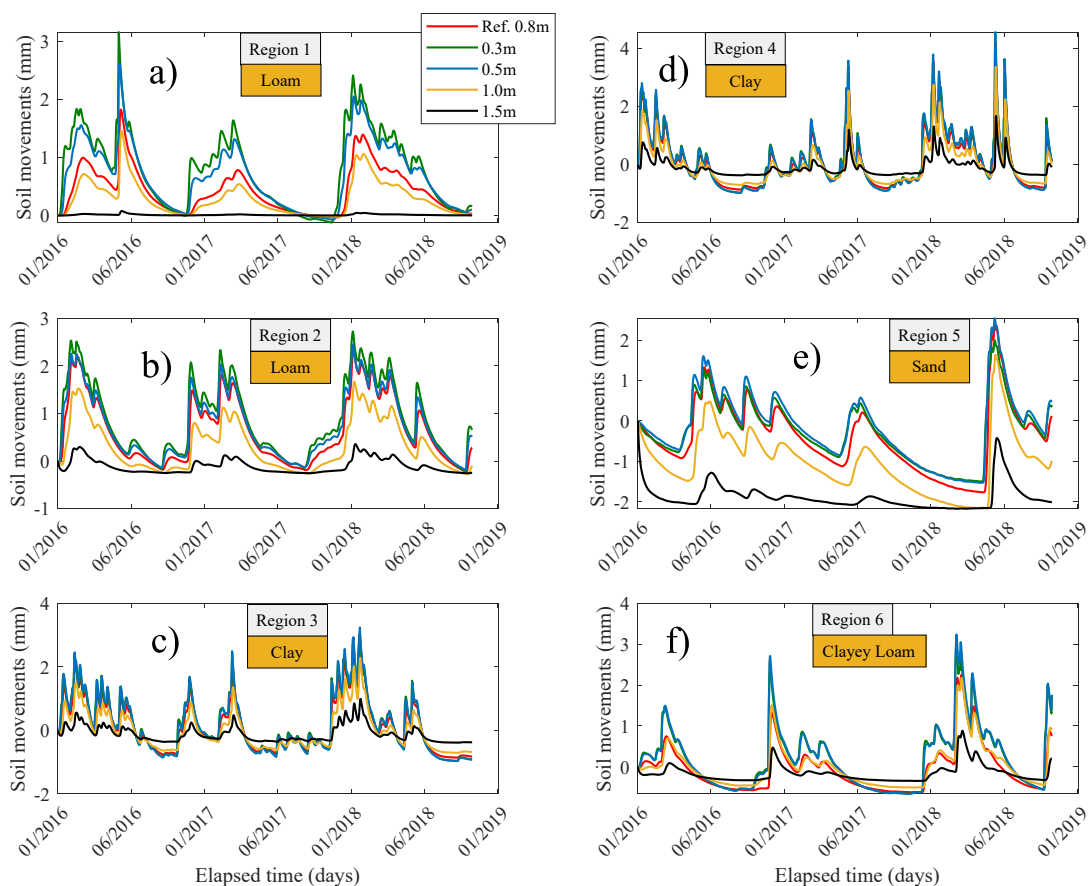 Soil movements (mm)
3
2
1
0
a)
Region 1
Loam
Ref. 0.8m
0.3m
0.5m
1.0m
1.5m
01/2016
06/2016
01/2017
06/2017
01/2018
06/2018
01/2019
Soil movements (mm)
4
2
0
-2
d)
Region 4
Clay
01/2016
06/2016
01/2017
06/2017
01/2018
06/2018
01/2019
Soil movements (mm)
3
2
1
0
-1
b)
Region 2
Loam
01/2016
06/2016
01/2017
06/2017
01/2018
06/2018
01/2019
Soil movements (mm)
2
1
0
-1
-2
e)
Region 5
Sand
01/2016
06/2016
01/2017
06/2017
01/2018
06/2018
01/2019
Soil movements (mm)
4
2
0
-2
c)
Region 3
Clay
01/2016
06/2016
01/2017
06/2017
01/2018
06/2018
01/2019
Elapsed time (days)
Soil movements (mm)
4
3
2
1
0
f)
Region 6
Clayey Loam
01/2016
06/2016
01/2017
06/2017
01/2018
06/2018
01/2019
Elapsed time (days)